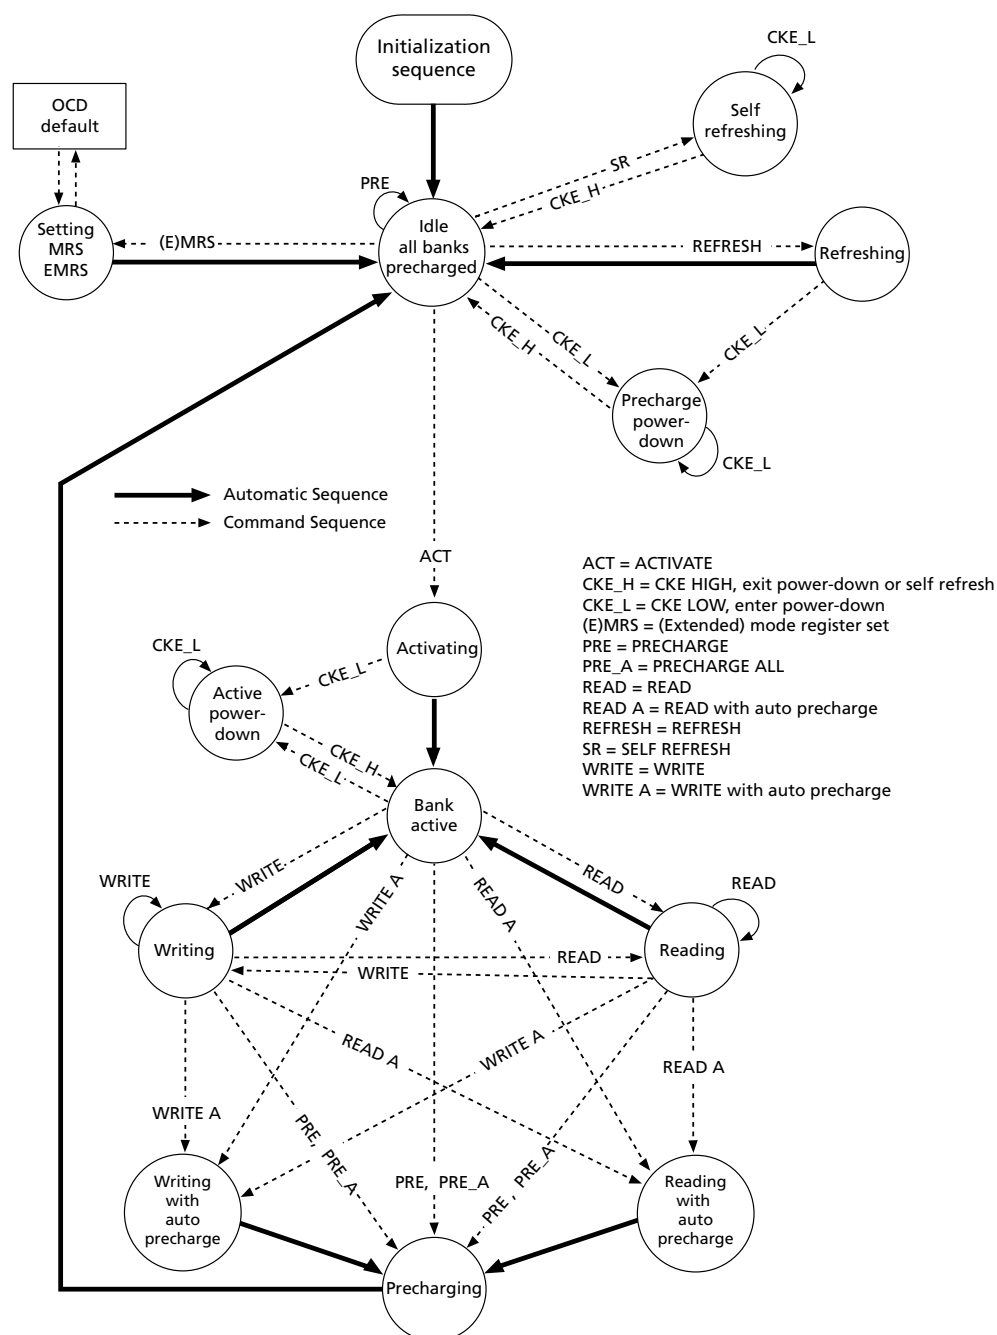 Initialization
sequence
CKE_L
OCD
default
Self
refreshing
SR
CKE_H
PRE
Setting
MRS
EMRS
(E)MRS
Idle
all banks
precharged
REFRESH
Refreshing
CKE_H
CKE_L
CKE_L
Precharge
power-
down
CKE_L
Automatic Sequence
Command Sequence
ACT
ACT = ACTIVATE
CKE_H = CKE HIGH, exit power-down or self refresh
CKE_L = CKE LOW, enter power-down
(E)MRS = (Extended) mode register set
PRE = PRECHARGE
PRE_A = PRECHARGE ALL
READ = READ
READ A = READ with auto precharge
REFRESH = REFRESH
SR = SELF REFRESH
WRITE = WRITE
WRITE A = WRITE with auto precharge
Activating
CKE_L
CKE_L
Active
power-
down
CKE_H
CKE_L
Bank
active
WRITE
WRITE
WRITE A
READ A
READ
READ
Writing
READ
WRITE
Reading
READ A
WRITE A
READ A
WRITE A
PRE, PRE_A
PRE, PRE_A
PRE, PRE_A
Writing
with
auto
precharge
Reading
with
auto
precharge
Precharging